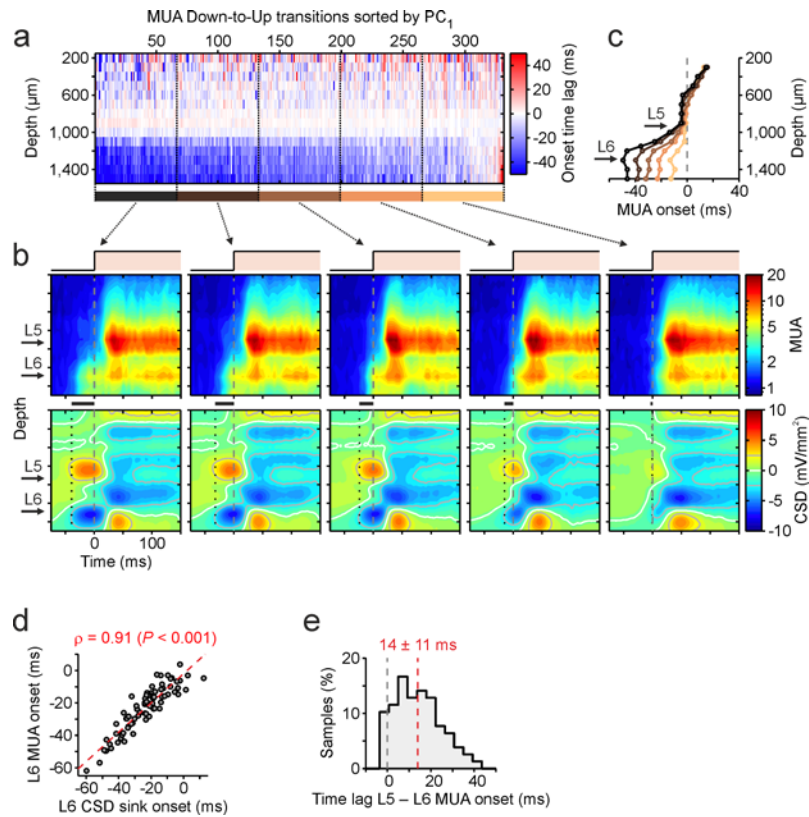 MUA Down-to-Up transitions sorted by PC1
a
50 100 150 200 250 300
200
600
1,000
1,400
Depth (µm)
40
20
0
-20
-40
Onset time lag (ms)
c
200
600
1,000
1,400
Depth (µm)
L5
L6
-40 0 40
MUA onset (ms)
b
L5
L6
20
10
5
2
1
MUA
Depth
L5
L6
10
5
0
-5
-10
CSD (mV/mm²)
0 100
Time (ms)
d
ρ = 0.91 (P < 0.001)
0
-20
-40
-60
L6 MUA onset (ms)
-60 -40 -20 0
L6 CSD sink onset (ms)
e
14 ± 11 ms
20
10
0
Samples (%)
0 20 40
Time lag L5 – L6 MUA onset (ms)